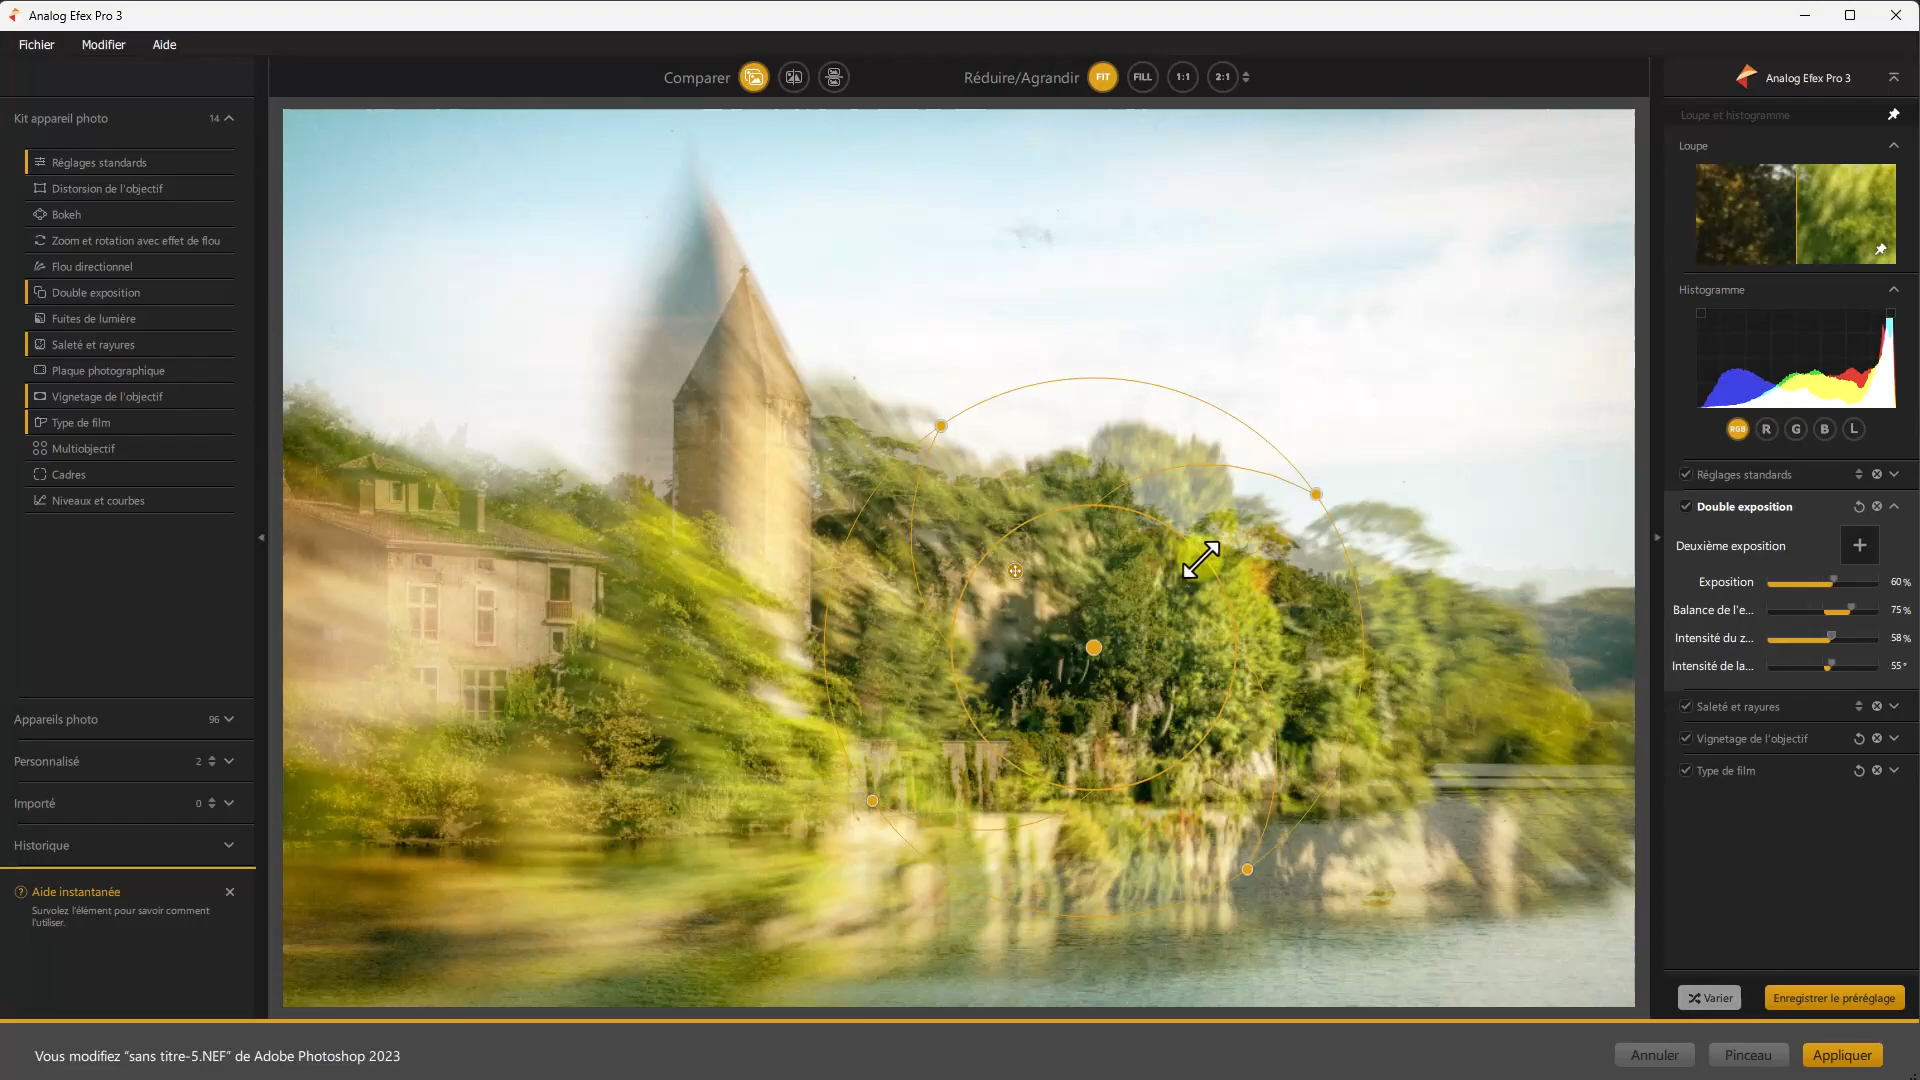 Analog Efex Pro 3
Fichier Modifier Aide
Comparer
Réduire/Agrandir FIT FILL 1:1 2:1
Analog Efex Pro 3
Kit appareil photo 14
Réglages standards
Distorsion de l'objectif
Bokeh
Zoom et rotation avec effet de flou
Flou directionnel
Double exposition
Fuites de lumière
Saleté et rayures
Plaque photographique
Vignetage de l'objectif
Type de film
Multiobjectif
Cadres
Niveaux et courbes
Appareils photo 96
Personnalisé 2
Importé 0
Historique
? Aide instantanée
Survolez l'élément pour savoir comment
l'utiliser.
Loupe et histogramme
Loupe
Histogramme
RGB R G B L
Réglages standards
Double exposition
Deuxième exposition
Exposition 60 %
Balance de l'e... 75 %
Intensité du z... 58 %
Intensité de la... 55 °
Saleté et rayures
Vignetage de l'objectif
Type de film
Varier Enregistrer le préréglage
Vous modifiez "sans titre-5.NEF" de Adobe Photoshop 2023
Annuler Pinceau Appliquer